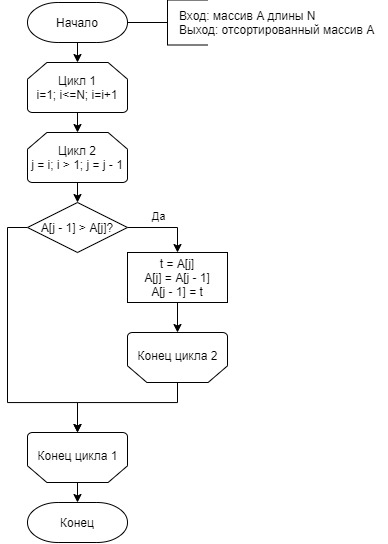 Начало
Вход: массив A длины N
Выход: отсортированный массив A
Цикл 1
i=1; i<=N; i=i+1
Цикл 2
j = i; i > 1; j = j - 1
A[j - 1] > A[j]?
Да
t = A[j]
A[j] = A[j - 1]
A[j - 1] = t
Конец цикла 2
Конец цикла 1
Конец